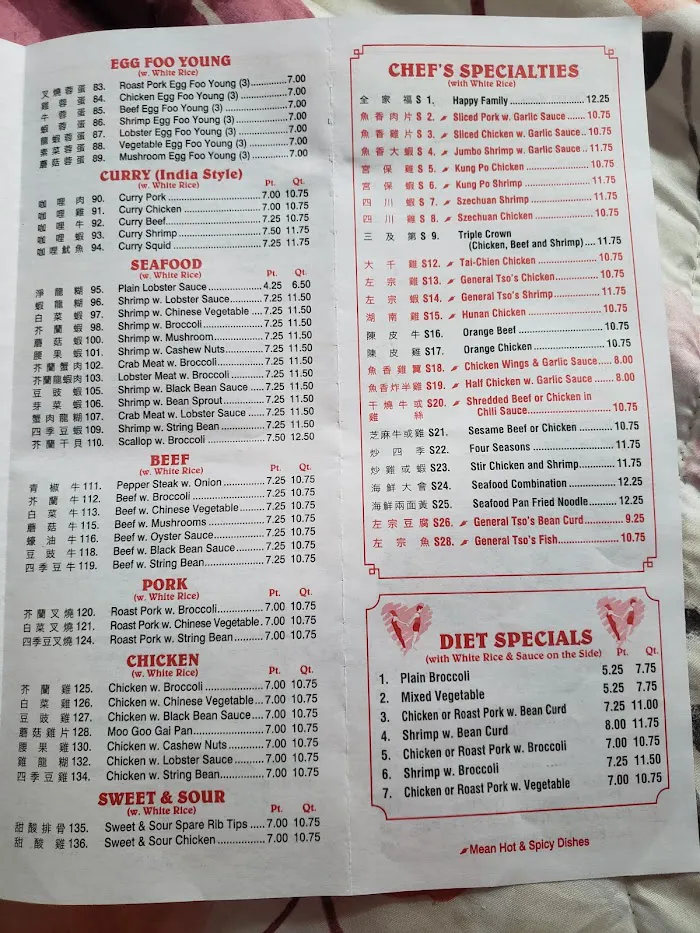 EGG FOO YOUNG
(w. White Rice)
叉燒蓉蛋 83. Roast Pork Egg Foo Young (3) 7.00
雞蓉蛋 84. Chicken Egg Foo Young (3) 7.00
牛蓉蛋 85. Beef Egg Foo Young (3) 7.00
蝦蓉蛋 86. Shrimp Egg Foo Young (3) 7.00
龍蝦蓉蛋 87. Lobster Egg Foo Young (3) 7.00
素菜蓉蛋 88. Vegetable Egg Foo Young (3) 7.00
蘑菇蓉蛋 89. Mushroom Egg Foo Young (3) 7.00
CURRY (India Style)
(w. White Rice) Pt. Qt.
咖哩肉 90. Curry Pork 7.00 10.75
咖哩雞 91. Curry Chicken 7.00 10.75
咖哩牛 92. Curry Beef 7.25 10.75
咖哩蝦 93. Curry Shrimp 7.50 11.75
咖哩魷魚 94. Curry Squid 7.25 11.75
SEAFOOD
(w. White Rice) Pt. Qt.
淨龍糊 95. Plain Lobster Sauce 4.25 6.50
蝦龍糊 96. Shrimp w. Lobster Sauce 7.25 11.50
白菜蝦 97. Shrimp w. Chinese Vegetable 7.25 11.50
芥蘭蝦 98. Shrimp w. Broccoli 7.25 11.50
蘑菇蝦 100. Shrimp w. Mushroom 7.25 11.50
腰果蝦 101. Shrimp w. Cashew Nuts 7.25 11.50
芥蘭蟹肉 102. Crab Meat w. Broccoli 7.25 11.50
芥蘭龍蝦肉 103. Lobster Meat w. Broccoli 7.25 11.50
豆豉蝦 105. Shrimp w. Black Bean Sauce 7.25 11.50
芽菜蝦 106. Shrimp w. Bean Sprout 7.25 11.50
蟹肉龍糊 107. Crab Meat w. Lobster Sauce 7.25 11.50
四季豆蝦 109. Shrimp w. String Bean 7.25 11.50
芥蘭干貝 110. Scallop w. Broccoli 7.50 12.50
BEEF
(w. White Rice) Pt. Qt.
青椒牛 111. Pepper Steak w. Onion 7.25 10.75
芥蘭牛 112. Beef w. Broccoli 7.25 10.75
白菜牛 113. Beef w. Chinese Vegetable 7.25 10.75
蘑菇牛 115. Beef w. Mushrooms 7.25 10.75
蠔油牛 116. Beef w. Oyster Sauce 7.25 10.75
豆豉牛 118. Beef w. Black Bean Sauce 7.25 10.75
四季豆牛 119. Beef w. String Bean 7.25 10.75
PORK
(w. White Rice) Pt. Qt.
芥蘭叉燒 120. Roast Pork w. Broccoli 7.00 10.75
白菜叉燒 121. Roast Pork w. Chinese Vegetable 7.00 10.75
四季豆叉燒 124. Roast Pork w. String Bean 7.00 10.75
CHICKEN
(w. White Rice) Pt. Qt.
芥蘭雞 125. Chicken w. Broccoli 7.00 10.75
白菜雞 126. Chicken w. Chinese Vegetable 7.00 10.75
豆豉雞 127. Chicken w. Black Bean Sauce 7.00 10.75
蘑菇雞片 128. Moo Goo Gai Pan 7.00 10.75
腰果雞 130. Chicken w. Cashew Nuts 7.00 10.75
雞龍糊 132. Chicken w. Lobster Sauce 7.00 10.75
四季豆雞 134. Chicken w. String Bean 7.00 10.75
SWEET & SOUR
(w. White Rice) Pt. Qt.
甜酸排骨 135. Sweet & Sour Spare Rib Tips 7.00 10.75
甜酸雞 136. Sweet & Sour Chicken 7.00 10.75
CHEF'S SPECIALTIES
(with White Rice)
全家福 S 1. Happy Family 12.25
魚香肉片 S 2. Sliced Pork w. Garlic Sauce 10.75
魚香雞片 S 3. Sliced Chicken w. Garlic Sauce 10.75
魚香大蝦 S 4. Jumbo Shrimp w. Garlic Sauce 11.75
宮保雞 S 5. Kung Po Chicken 10.75
宮保蝦 S 6. Kung Po Shrimp 11.75
四川蝦 S 7. Szechuan Shrimp 11.75
四川雞 S 8. Szechuan Chicken 10.75
三及第 S 9. Triple Crown
(Chicken, Beef and Shrimp) 11.75
大千雞 S12. Tai-Chien Chicken 10.75
左宗雞 S13. General Tso's Chicken 10.75
左宗蝦 S14. General Tso's Shrimp 11.75
湖南雞 S15. Hunan Chicken 10.75
陳皮牛 S16. Orange Beef 10.75
陳皮雞 S17. Orange Chicken 10.75
魚香雞翼 S18. Chicken Wings & Garlic Sauce 8.00
魚香炸半雞 S19. Half Chicken w. Garlic Sauce 8.00
干燒牛或雞絲 S20. Shredded Beef or Chicken in
Chili Sauce 10.75
芝麻牛或雞 S21. Sesame Beef or Chicken 10.75
炒四季 S22. Four Seasons 11.75
炒雞或蝦 S23. Stir Chicken and Shrimp 11.75
海鮮大會 S24. Seafood Combination 12.25
海鮮兩面黃 S25. Seafood Pan Fried Noodle 12.25
左宗豆腐 S26. General Tso's Bean Curd 9.25
左宗魚 S28. General Tso's Fish 10.75
DIET SPECIALS
(with White Rice & Sauce on the Side) Pt. Qt.
1. Plain Broccoli 5.25 7.75
2. Mixed Vegetable 5.25 7.75
3. Chicken or Roast Pork w. Bean Curd 7.25 11.00
4. Shrimp w. Bean Curd 8.00 11.75
5. Chicken or Roast Pork w. Broccoli 7.00 10.75
6. Shrimp w. Broccoli 7.25 11.50
7. Chicken or Roast Pork w. Vegetable 7.00 10.75
Mean Hot & Spicy Dishes